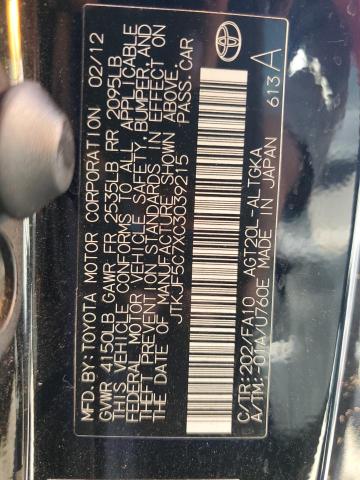 MFD. BY: TOYOTA MOTOR CORPORATION 02/12
GVWR 4150LB GAWR FR 2535LB RR 2095LB
THIS VEHICLE CONFORMS TO ALL APPLICABLE
FEDERAL MOTOR VEHICLE SAFETY, BUMPER, AND
THEFT PREVENTION STANDARDS IN EFFECT ON
THE DATE OF MANUFACTURE SHOWN ABOVE.
JTKJF5C7XC3039215 PASS. CAR
C/TR: 202/FA10 AGT20L-ALTGKA
A/TM: -01A/U760E MADE IN JAPAN
613 A
TOYOTA